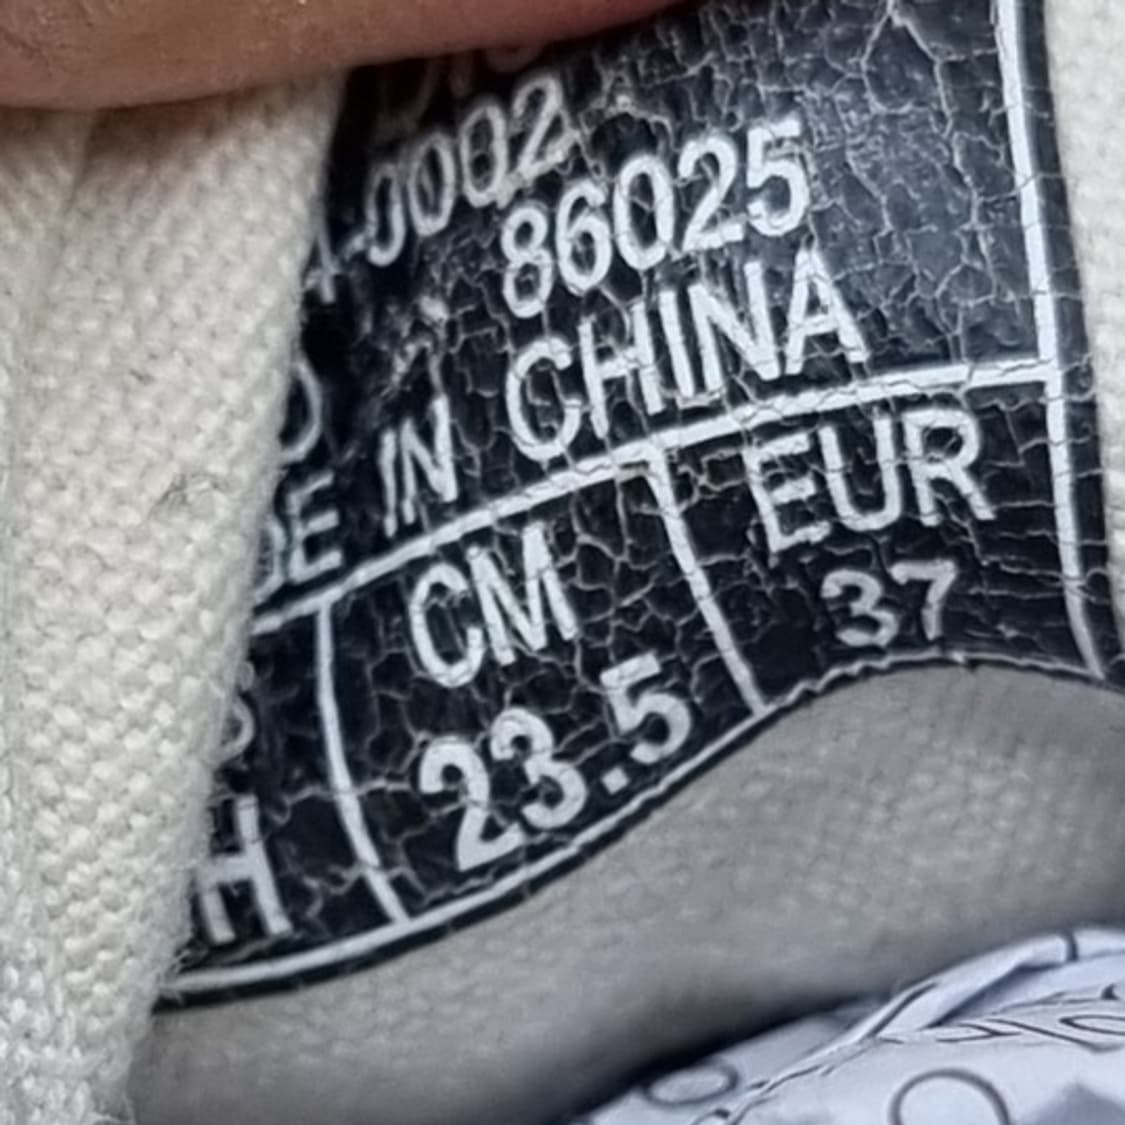 -0002
86025
IN CHINA
CM EUR
23.5 37
H